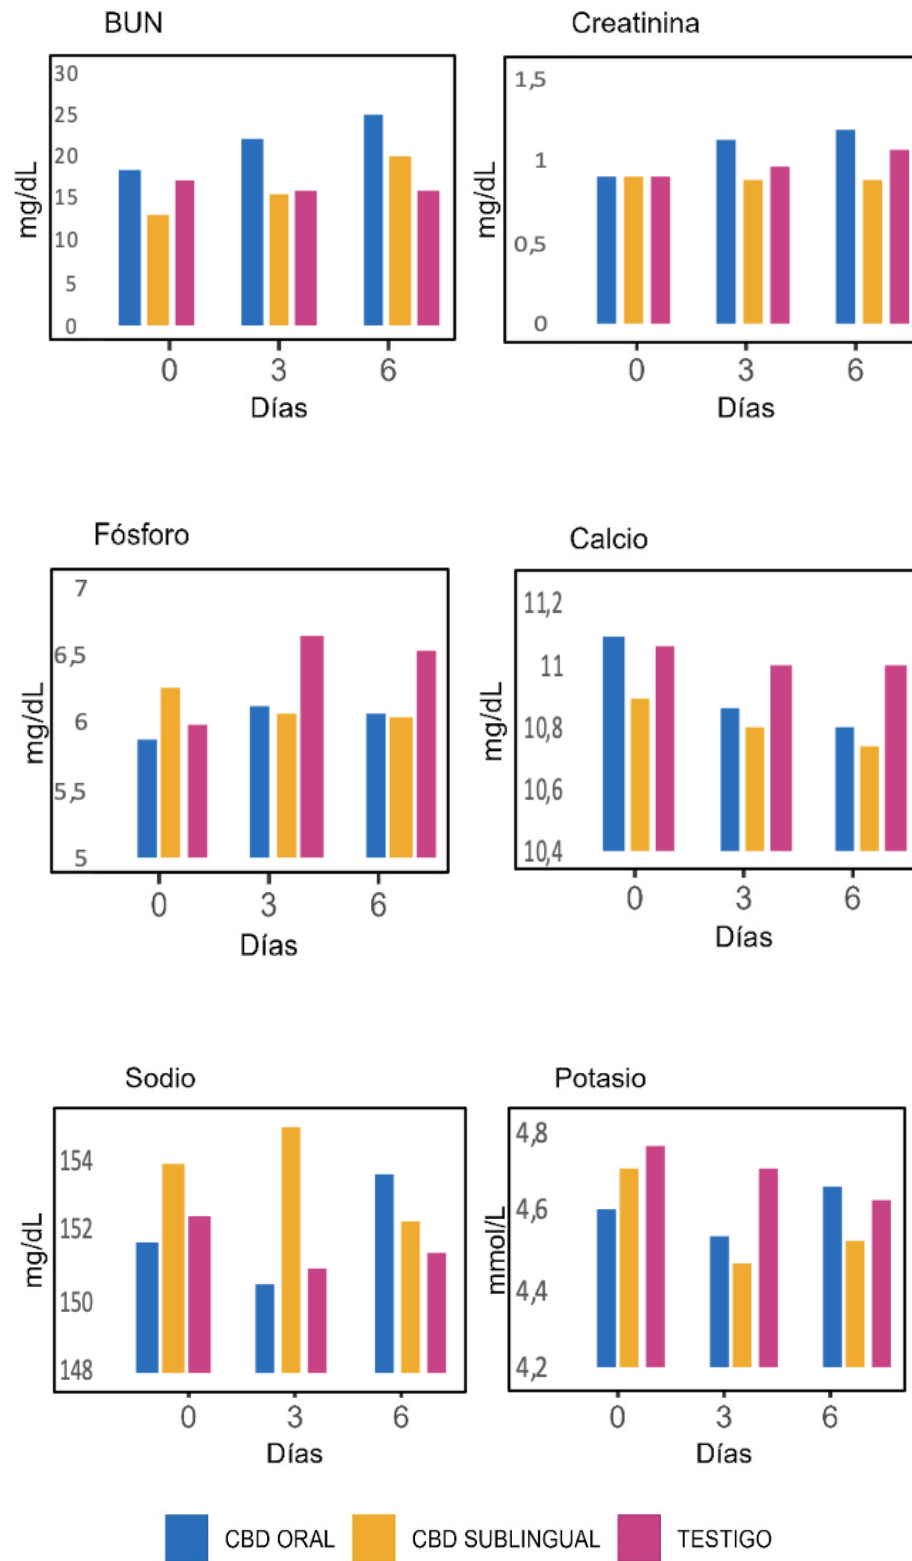 BUN
mg/dL
30
25
20
15
10
5
0
0 3 6
Días
Creatinina
mg/dL
1,5
1
0,5
0
0 3 6
Días
Fósforo
mg/dL
7
6,5
6
5,5
5
0 3 6
Días
Calcio
mg/dL
11,2
11
10,8
10,6
10,4
0 3 6
Días
Sodio
mg/dL
154
152
150
148
0 3 6
Días
Potasio
mmol/L
4,8
4,6
4,4
4,2
0 3 6
Días
CBD ORAL CBD SUBLINGUAL TESTIGO